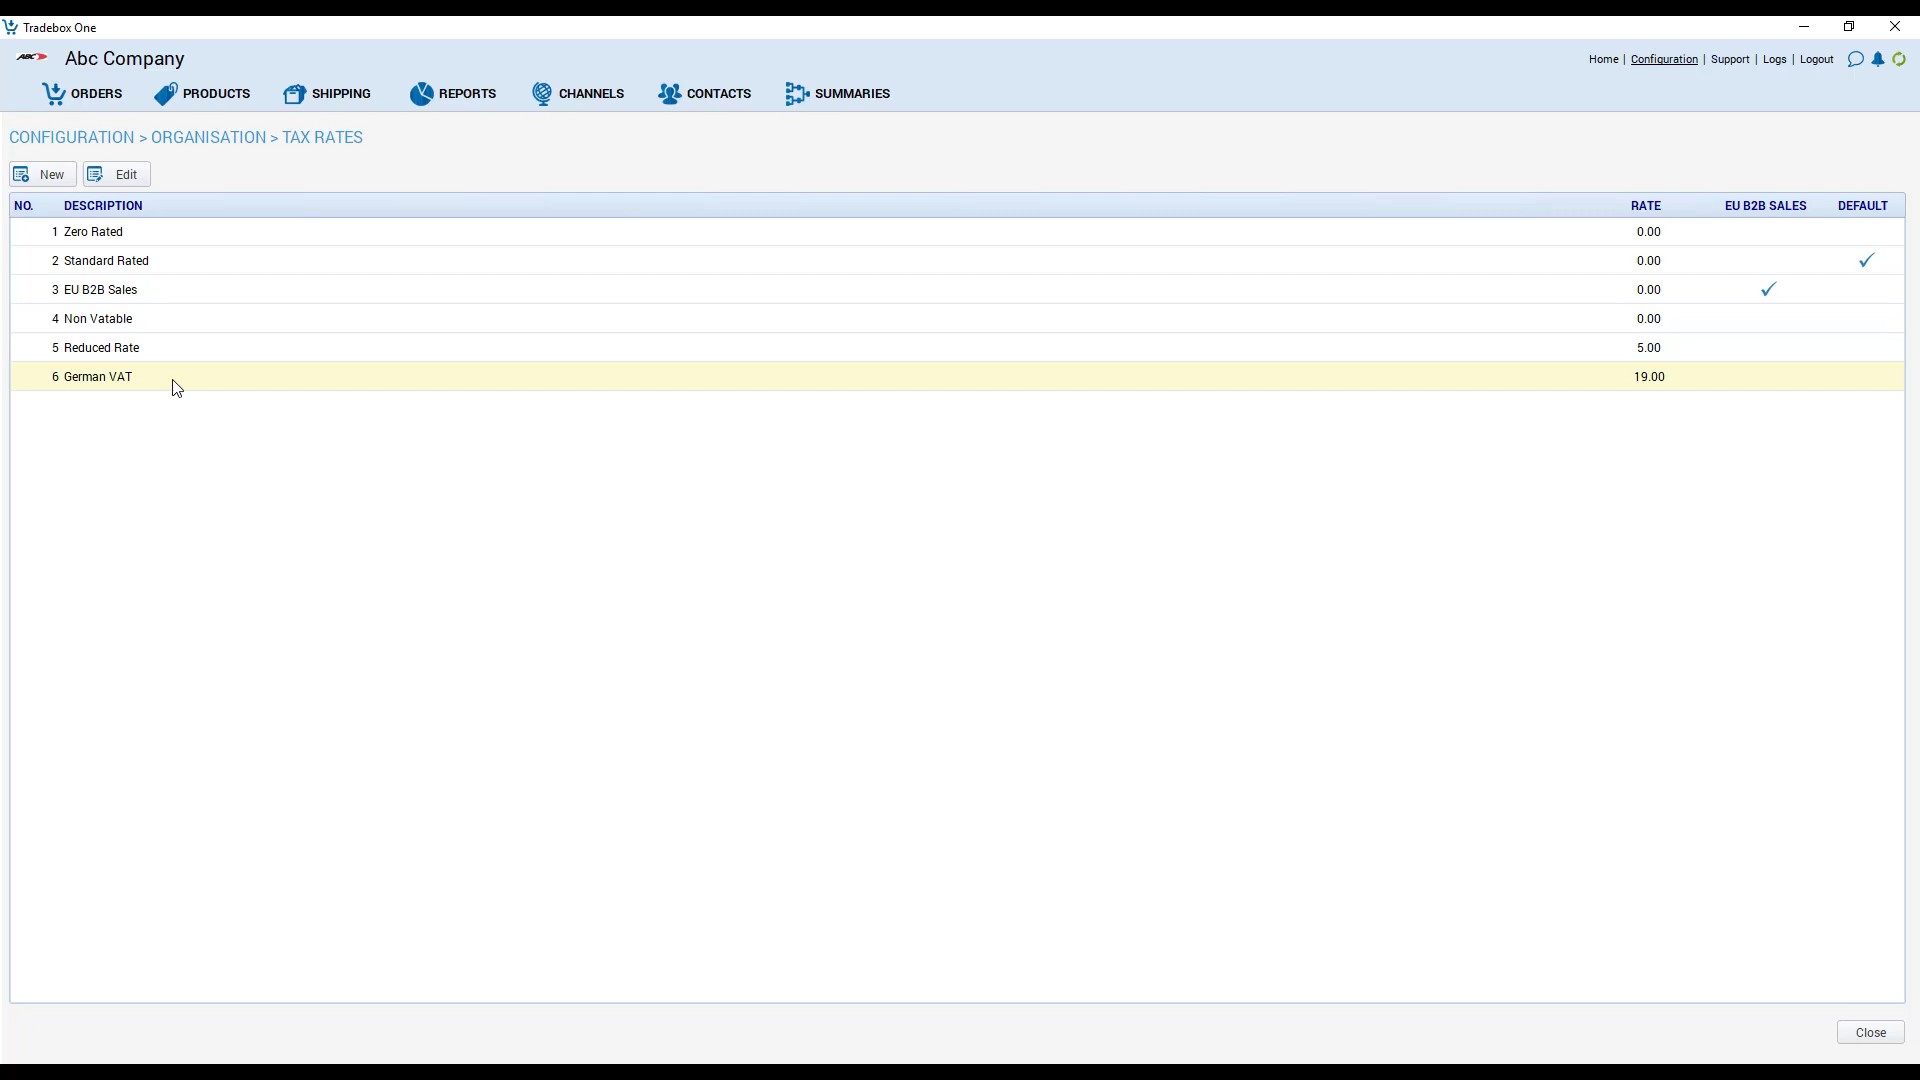 Tradebox One
ABC Abc Company
Home | Configuration | Support | Logs | Logout
ORDERS PRODUCTS SHIPPING REPORTS CHANNELS CONTACTS SUMMARIES
CONFIGURATION > ORGANISATION > TAX RATES
New Edit
NO. DESCRIPTION RATE EU B2B SALES DEFAULT
1 Zero Rated 0.00
2 Standard Rated 0.00
3 EU B2B Sales 0.00
4 Non Vatable 0.00
5 Reduced Rate 5.00
6 German VAT 19.00
Close